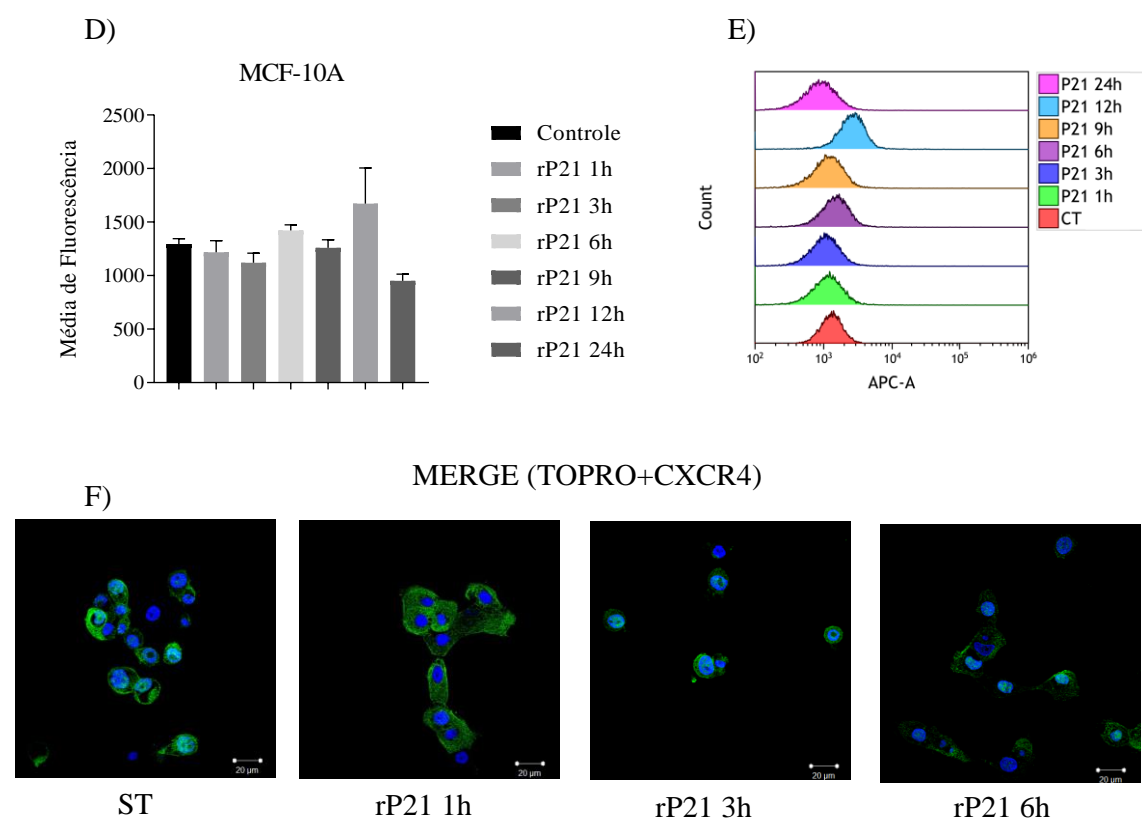 D)
MCF-10A
Média de Fluorescência
2500
2000
1500
1000
500
0
Controle
rP21 1h
rP21 3h
rP21 6h
rP21 9h
rP21 12h
rP21 24h
E)
Count
10²
10³
10⁴
10⁵
10⁶
APC-A
P21 24h
P21 12h
P21 9h
P21 6h
P21 3h
P21 1h
CT
MERGE (TOPRO+CXCR4)
F)
20 µm
20 µm
20 µm
20 µm
ST
rP21 1h
rP21 3h
rP21 6h